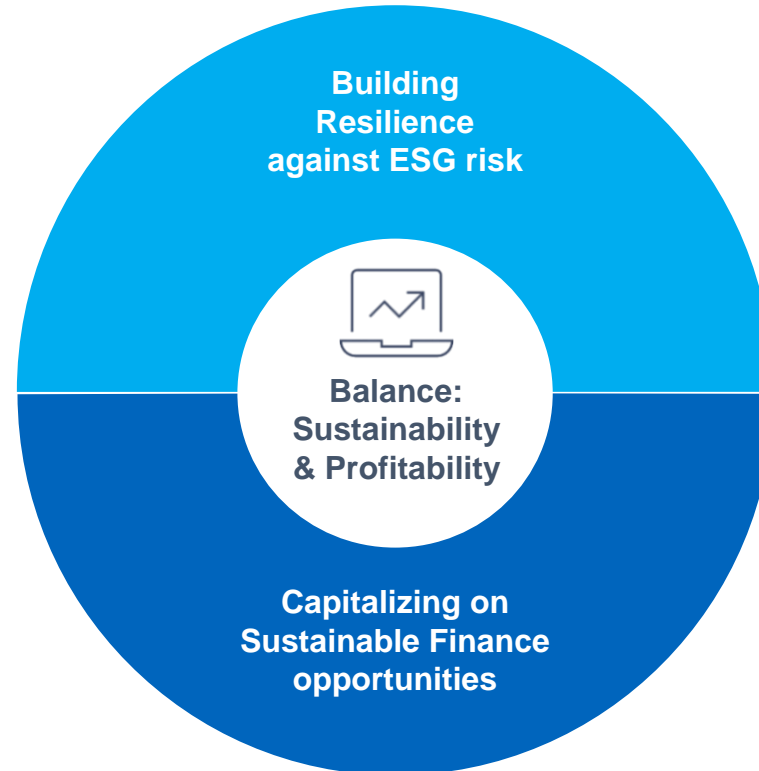 Building
Resilience
against ESG risk
Balance:
Sustainability
& Profitability
Capitalizing on
Sustainable Finance
opportunities